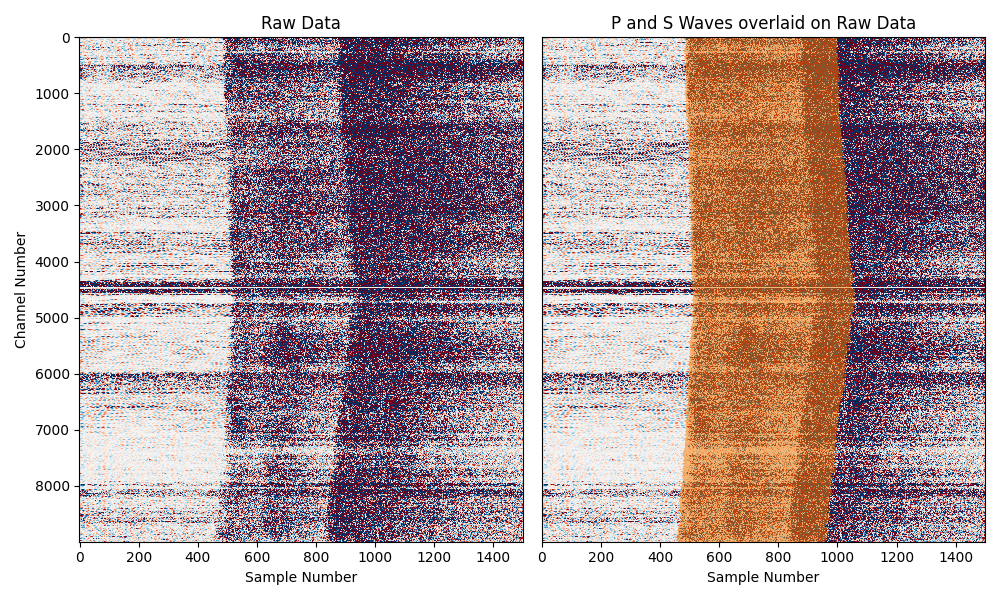 Raw Data
P and S Waves overlaid on Raw Data
Channel Number
0
1000
2000
3000
4000
5000
6000
7000
8000
0 200 400 600 800 1000 1200 1400
0 200 400 600 800 1000 1200 1400
Sample Number
Sample Number